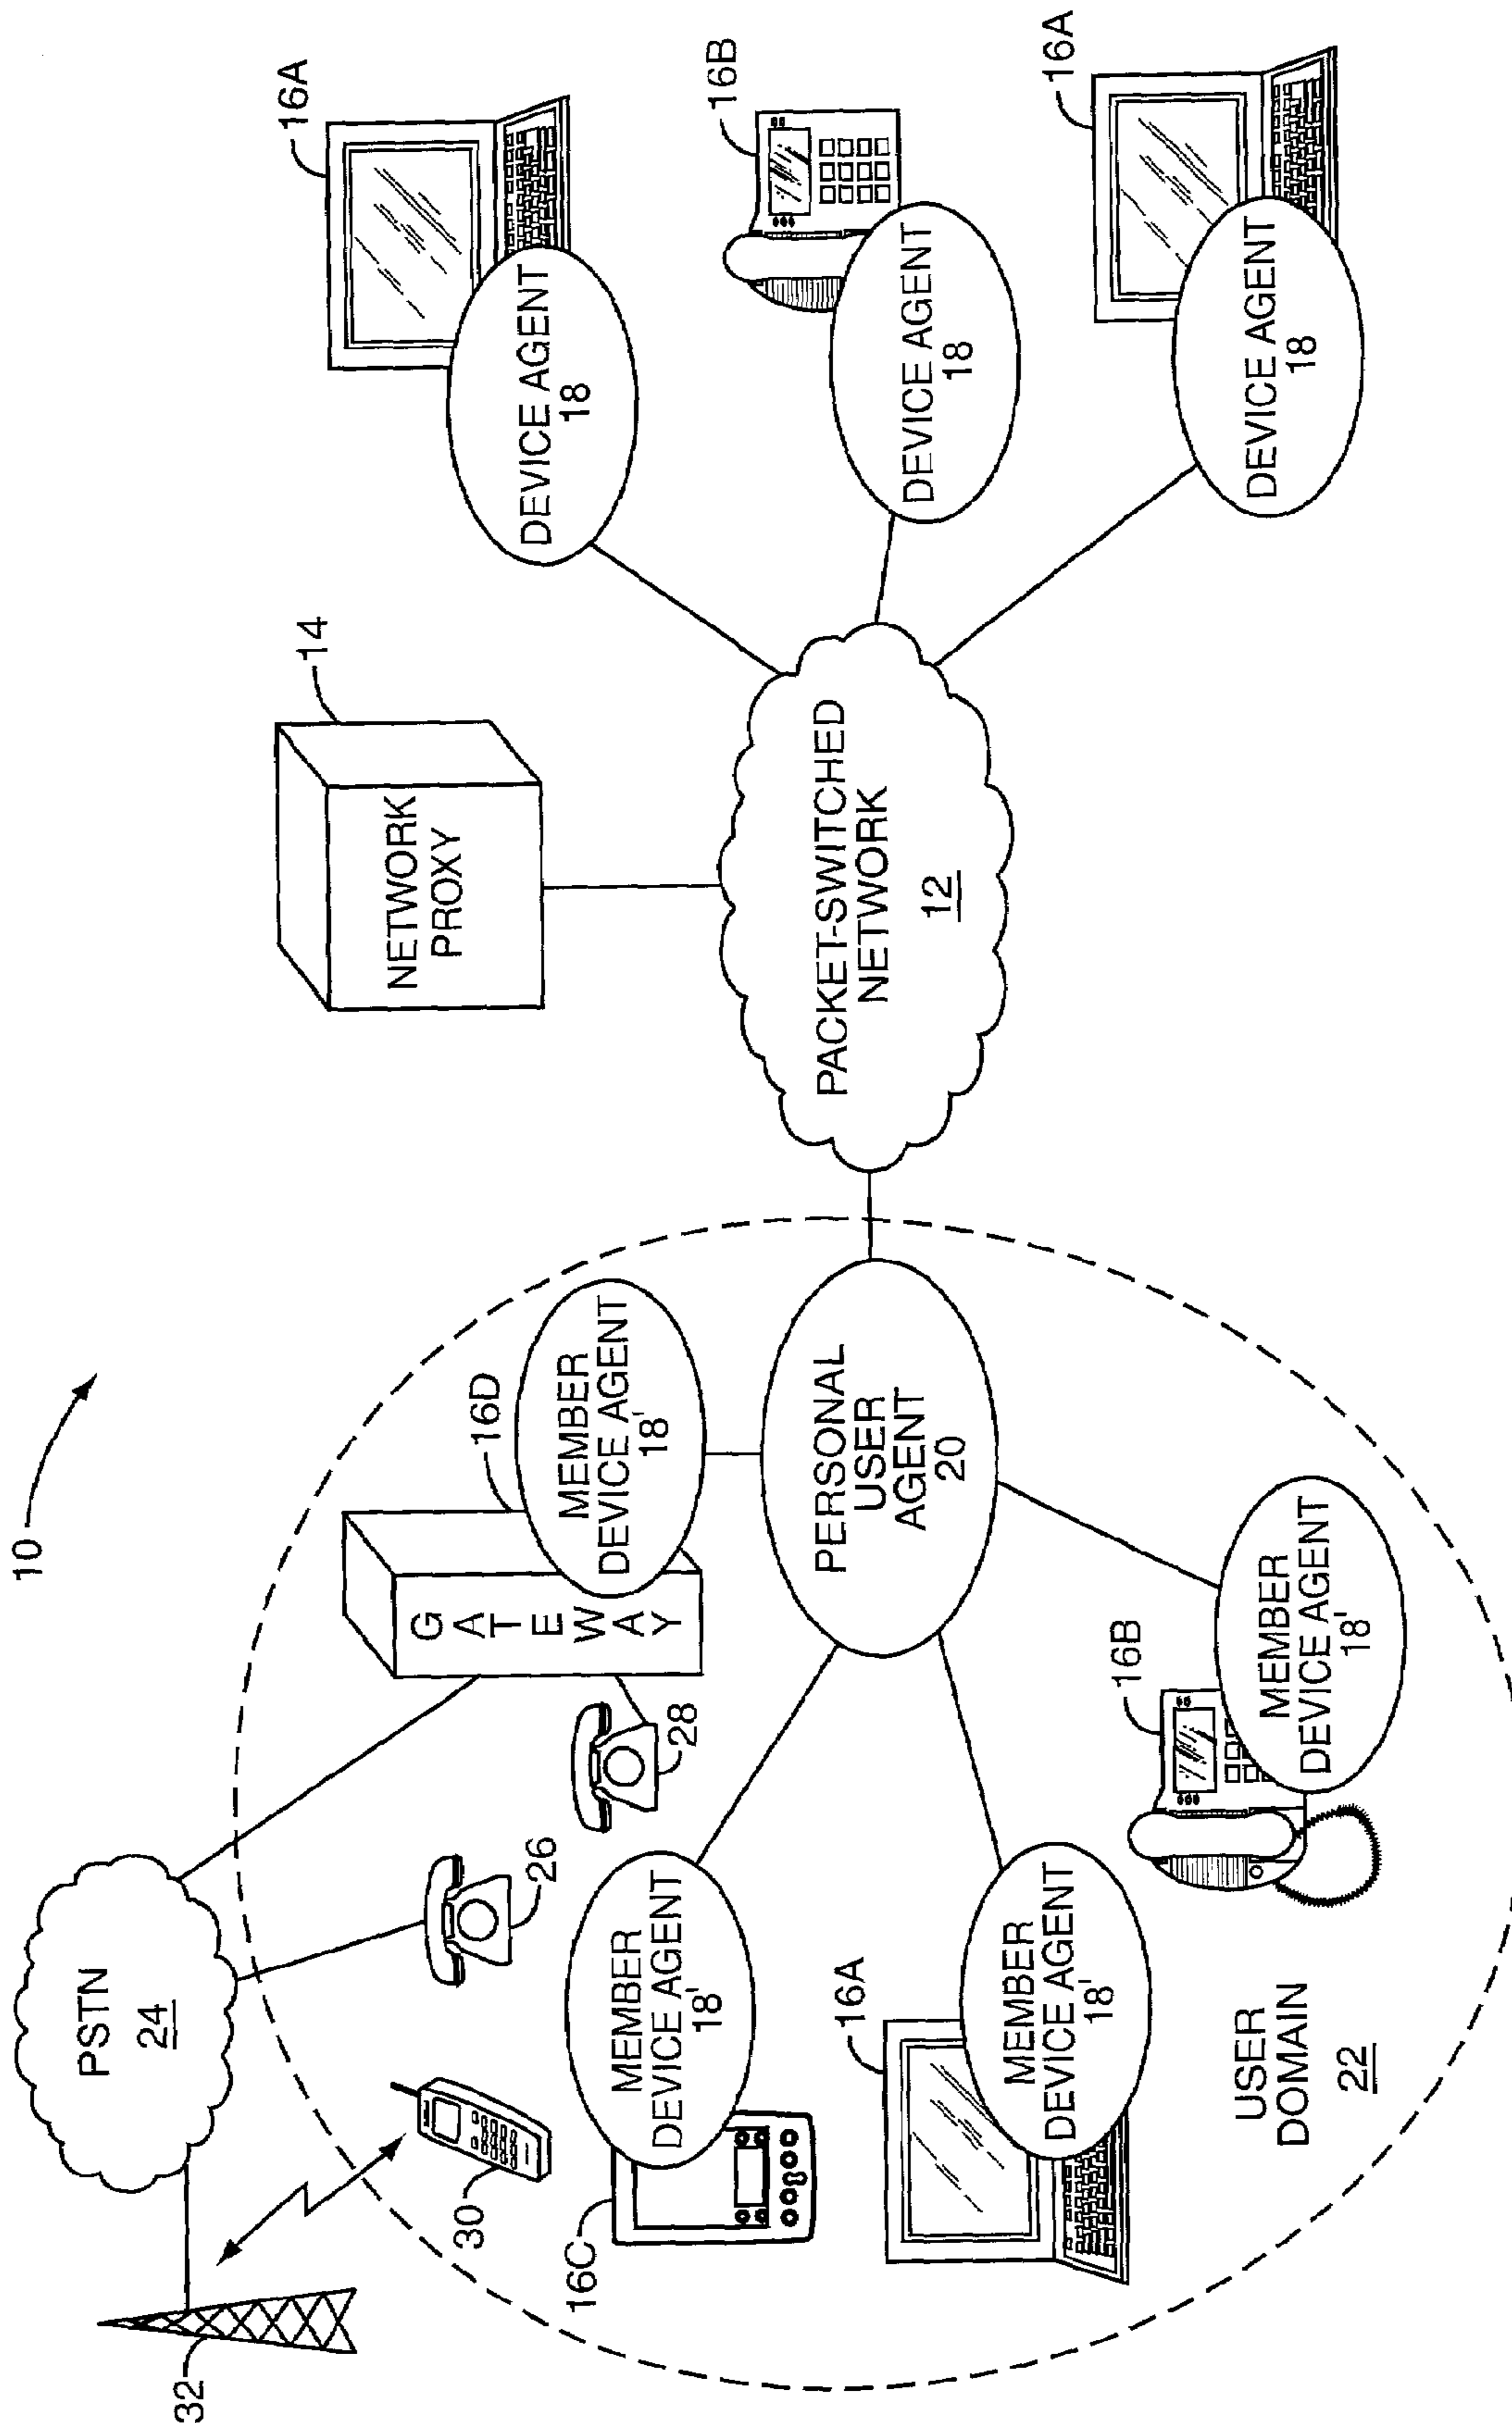 10
32
PSTN
24
30
26
28
16C
MEMBER
DEVICE AGENT
18'
GATEWAY
16D
MEMBER
DEVICE AGENT
18'
16A
MEMBER
DEVICE AGENT
18'
16B
MEMBER
DEVICE AGENT
18'
PERSONAL
USER
AGENT
20
USER
DOMAIN
22
NETWORK
PROXY
14
PACKET-SWITCHED
NETWORK
12
16A
DEVICE AGENT
18
16B
DEVICE AGENT
18
16A
DEVICE AGENT
18